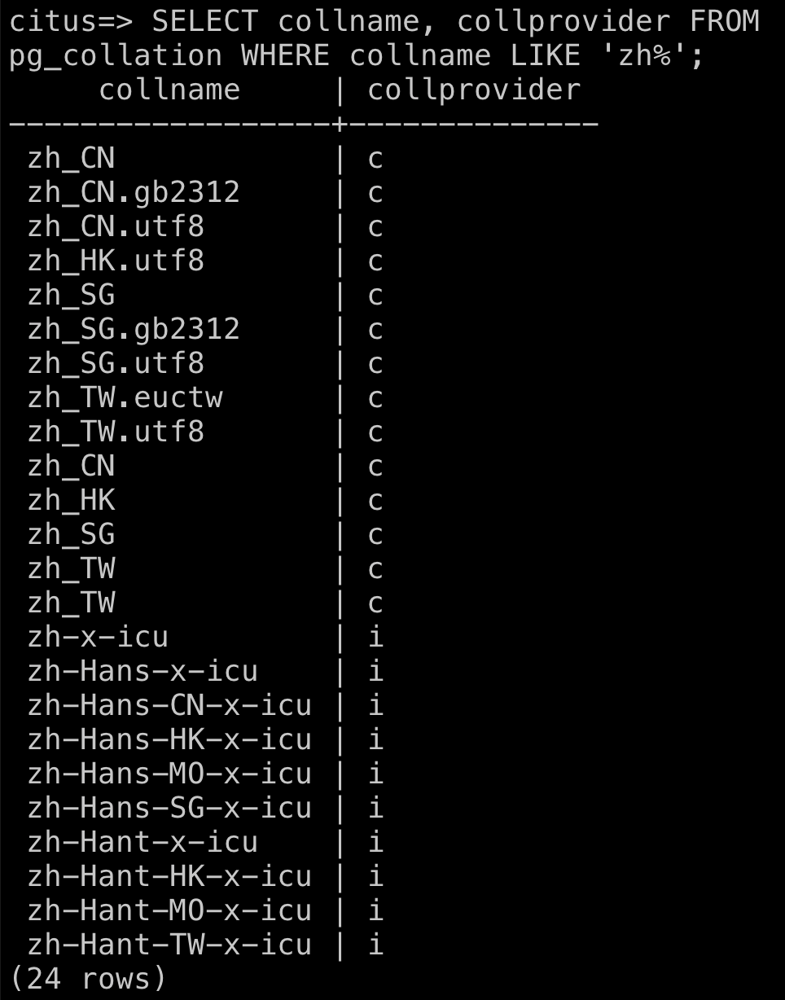 citus=> SELECT collname, collprovider FROM
pg_collation WHERE collname LIKE 'zh%';
     collname     | collprovider
------------------+--------------
 zh_CN            | c
 zh_CN.gb2312     | c
 zh_CN.utf8       | c
 zh_HK.utf8       | c
 zh_SG            | c
 zh_SG.gb2312     | c
 zh_SG.utf8       | c
 zh_TW.euctw      | c
 zh_TW.utf8       | c
 zh_CN            | c
 zh_HK            | c
 zh_SG            | c
 zh_TW            | c
 zh_TW            | c
 zh-x-icu         | i
 zh-Hans-x-icu    | i
 zh-Hans-CN-x-icu | i
 zh-Hans-HK-x-icu | i
 zh-Hans-MO-x-icu | i
 zh-Hans-SG-x-icu | i
 zh-Hant-x-icu    | i
 zh-Hant-HK-x-icu | i
 zh-Hant-MO-x-icu | i
 zh-Hant-TW-x-icu | i
(24 rows)